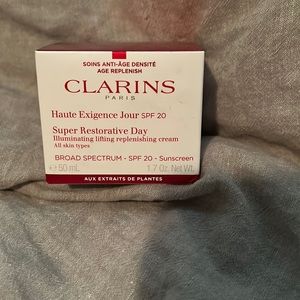 SOINS ANTI-ÂGE DENSITÉ
AGE REPLENISH
CLARINS
PARIS
Haute Exigence Jour SPF 20
Super Restorative Day
Illuminating lifting replenishing cream
All skin types
BROAD SPECTRUM - SPF 20 - Sunscreen
e 50 mL 1.7 Oz. Net Wt.
AUX EXTRAITS DE PLANTES